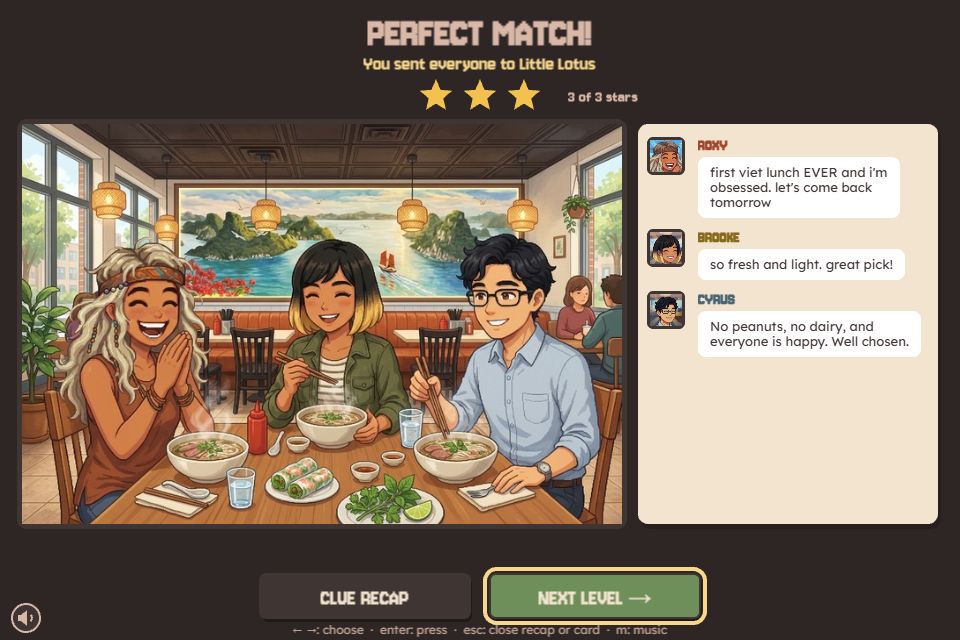 PERFECT MATCH!
You sent everyone to Little Lotus
3 of 3 stars
ROXY
first viet lunch EVER and i'm
obsessed. let's come back
tomorrow
BROOKE
so fresh and light. great pick!
CYRUS
No peanuts, no dairy, and
everyone is happy. Well chosen.
CLUE RECAP
NEXT LEVEL →
← →: choose · enter: press · esc: close recap or card · m: music